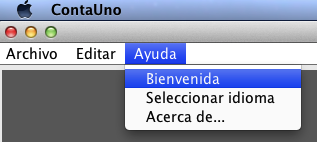 ContaUno
Archivo Editar Ayuda
Bienvenida
Seleccionar idioma
Acerca de...